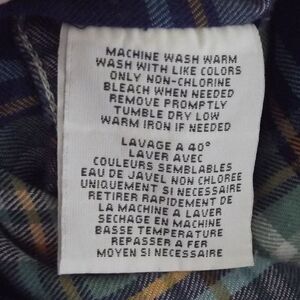 MACHINE WASH WARM
WASH WITH LIKE COLORS
ONLY NON-CHLORINE
BLEACH WHEN NEEDED
REMOVE PROMPTLY
TUMBLE DRY LOW
WARM IRON IF NEEDED
LAVAGE A 40°
LAVER AVEC
COULEURS SEMBLABLES
EAU DE JAVEL NON CHLOREE
UNIQUEMENT SI NECESSAIRE
RETIRER RAPIDEMENT DE
LA MACHINE A LAVER
SECHAGE EN MACHINE
BASSE TEMPERATURE
REPASSER A FER
MOYEN SI NECESSAIRE